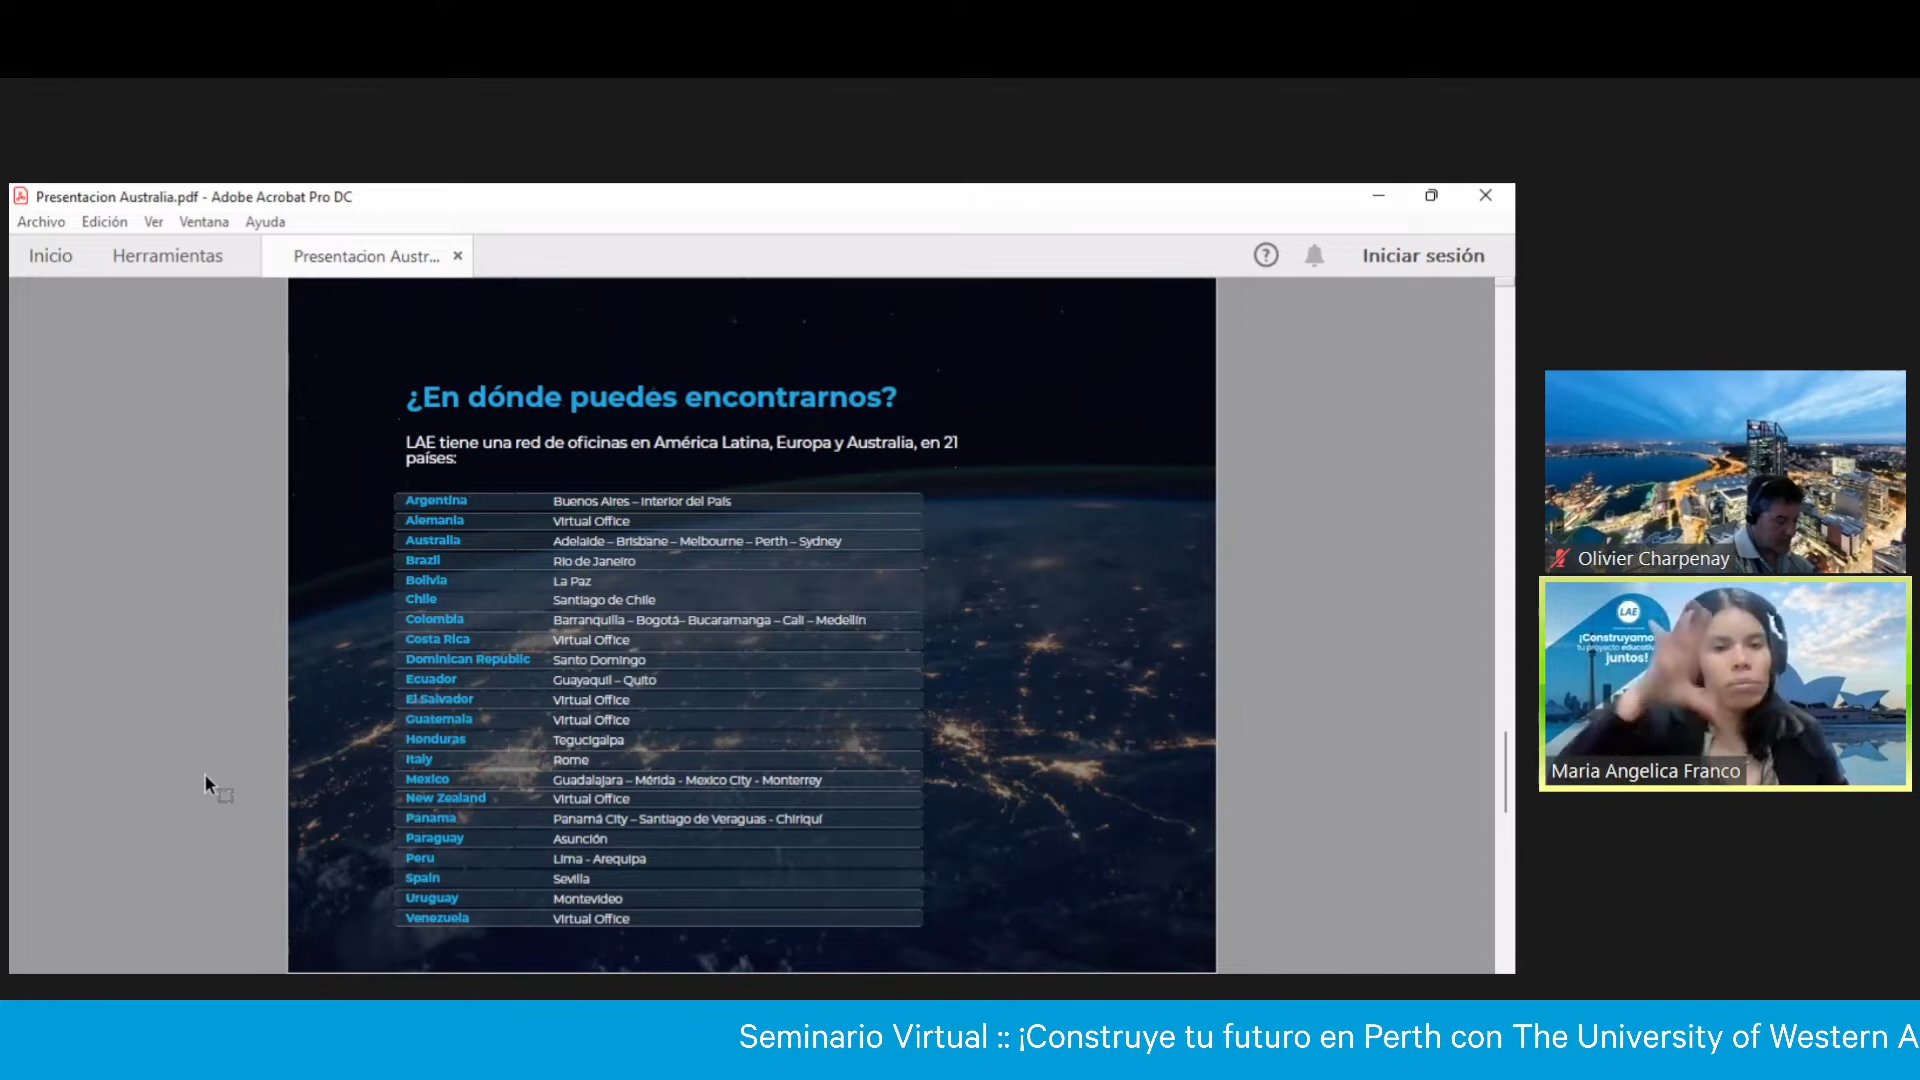 Presentacion Australia.pdf - Adobe Acrobat Pro DC
Archivo Edición Ver Ventana Ayuda
Inicio Herramientas Presentacion Austr... × ? Iniciar sesión
¿En dónde puedes encontrarnos?
LAE tiene una red de oficinas en América Latina, Europa y Australia, en 21
países:
Argentina Buenos Aires – Interior del País
Alemania Virtual Office
Australia Adelaide – Brisbane – Melbourne – Perth – Sydney
Brazil Rio de Janeiro
Bolivia La Paz
Chile Santiago de Chile
Colombia Barranquilla – Bogotá– Bucaramanga – Cali – Medellín
Costa Rica Virtual Office
Dominican Republic Santo Domingo
Ecuador Guayaquil – Quito
El Salvador Virtual Office
Guatemala Virtual Office
Honduras Tegucigalpa
Italy Rome
Mexico Guadalajara – Mérida - Mexico City - Monterrey
New Zealand Virtual Office
Panama Panamá City – Santiago de Veraguas - Chiriquí
Paraguay Asunción
Peru Lima - Arequipa
Spain Sevilla
Uruguay Montevideo
Venezuela Virtual Office
Olivier Charpenay
LAE
¡Construyamos
tu proyecto
juntos!
Maria Angelica Franco
Seminario Virtual :: ¡Construye tu futuro en Perth con The University of Western A